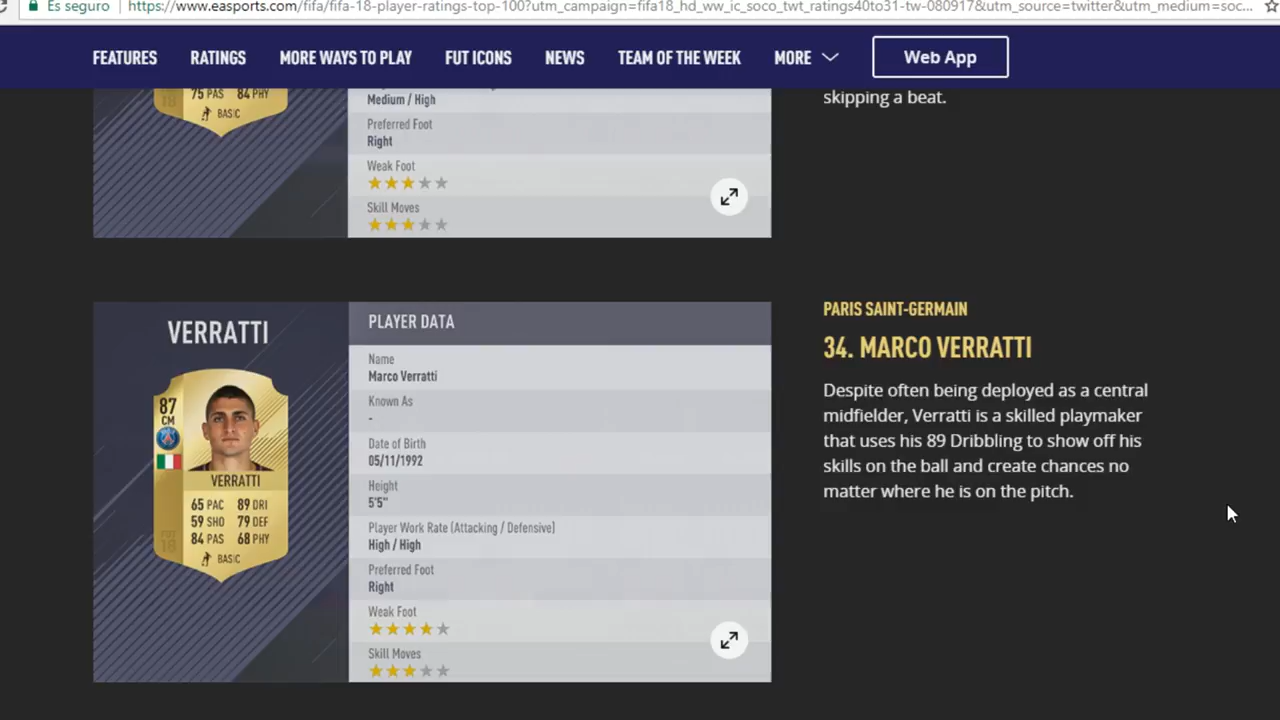 Es seguro
https://www.easports.com/fifa/fifa-18-player-ratings-top-100?utm_campaign=fifa18_hd_ww_ic_soco_twt_ratings40to31-tw-080917&utm_source=twitter&utm_medium=soc...
FEATURES RATINGS MORE WAYS TO PLAY FUT ICONS NEWS TEAM OF THE WEEK MORE Web App
75 PAS 84 PHY
18
BASIC
Medium / High
Preferred Foot
Right
Weak Foot
Skill Moves
skipping a beat.
VERRATTI
87
CM
VERRATTI
65 PAC 89 DRI
59 SHO 79 DEF
84 PAS 68 PHY
FUT
18
BASIC
PLAYER DATA
Name
Marco Verratti
Known As
-
Date of Birth
05/11/1992
Height
5'5"
Player Work Rate (Attacking / Defensive)
High / High
Preferred Foot
Right
Weak Foot
Skill Moves
PARIS SAINT-GERMAIN
34. MARCO VERRATTI
Despite often being deployed as a central
midfielder, Verratti is a skilled playmaker
that uses his 89 Dribbling to show off his
skills on the ball and create chances no
matter where he is on the pitch.